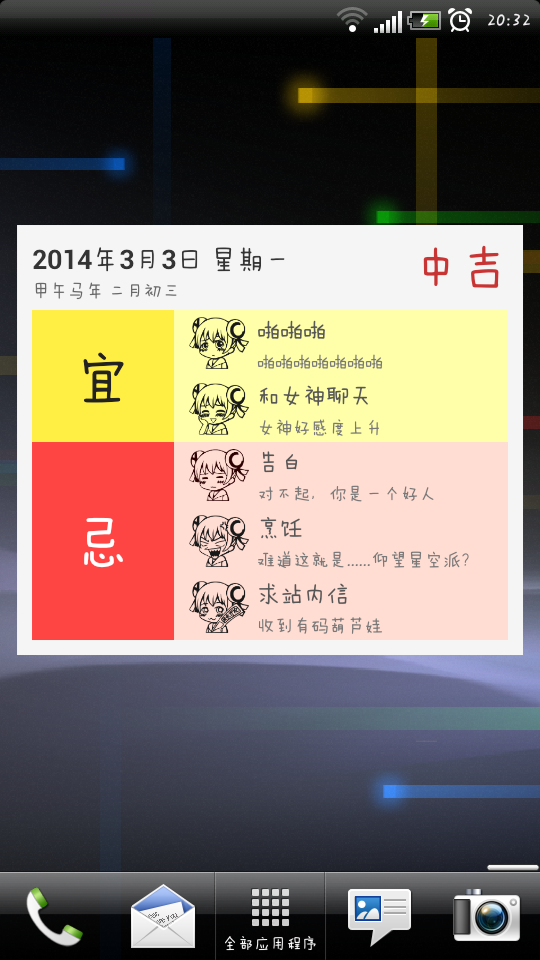 20:32
2014年3月3日 星期一
中吉
甲午马年 二月初三
宜
啪啪啪
啪啪啪啪啪啪啪啪
和女神聊天
女神好感度上升
忌
告白
对不起，你是一个好人
烹饪
难道这就是......仰望星空派?
求站内信
收到有码葫芦娃
全部应用程序